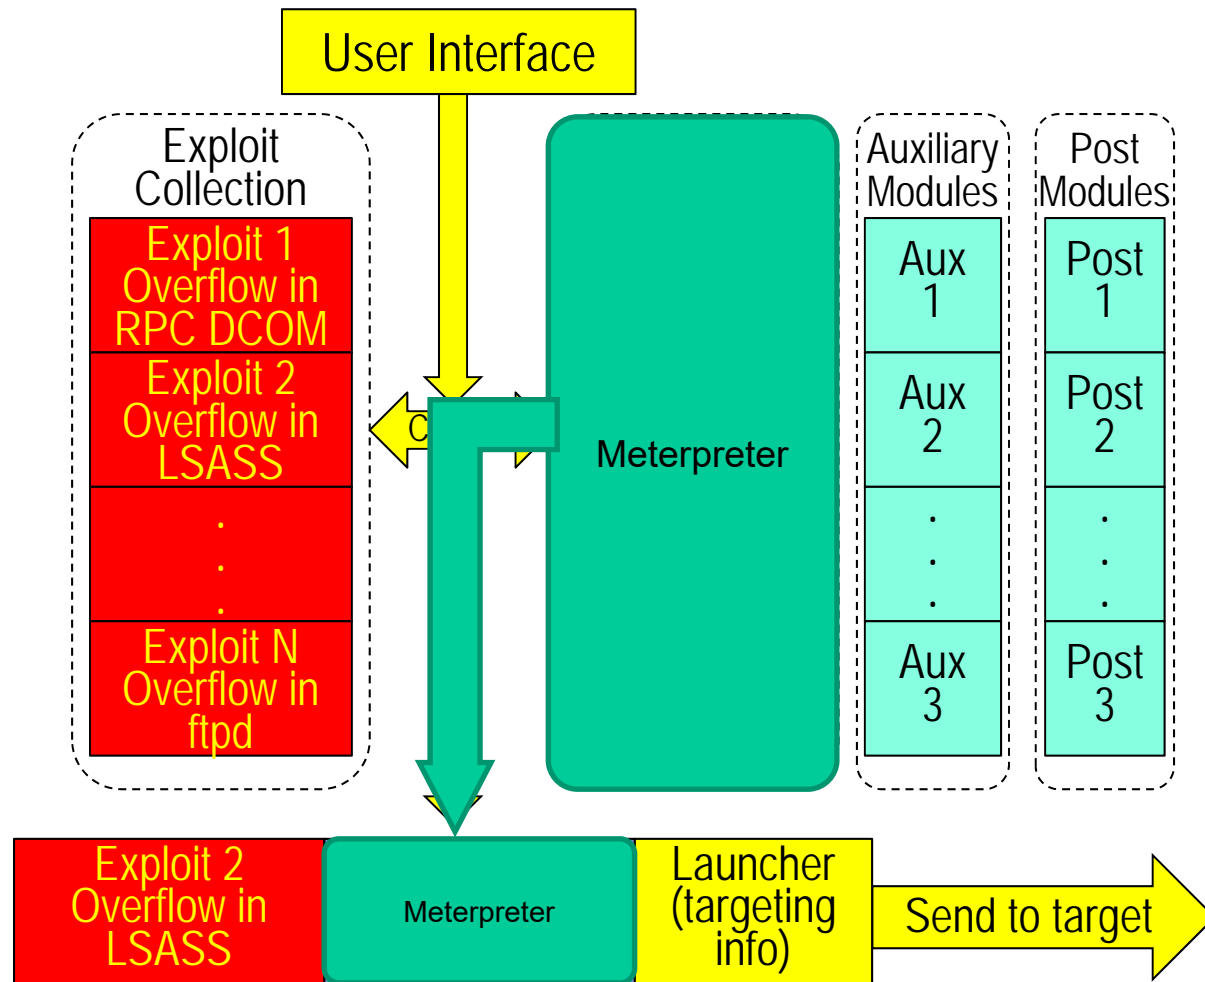 User Interface
Exploit
Collection
Exploit 1
Overflow in
RPC DCOM
Exploit 2
Overflow in
LSASS
.
.
.
Exploit N
Overflow in
ftpd
C
Meterpreter
Auxiliary
Modules
Aux
1
Aux
2
.
.
.
Aux
3
Post
Modules
Post
1
Post
2
.
.
.
Post
3
Exploit 2
Overflow in
LSASS
Meterpreter
Launcher
(targeting
info)
Send to target